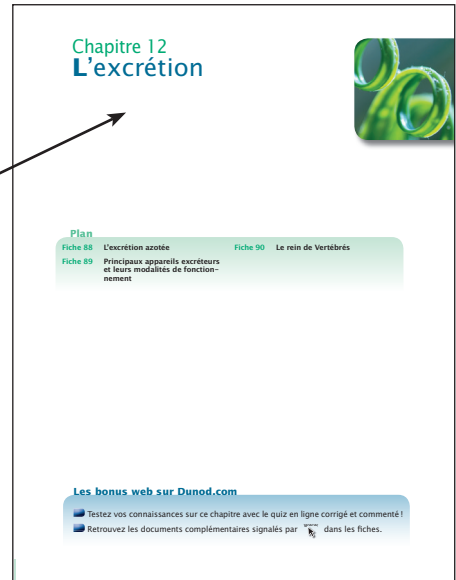 Chapitre 12
L'excrétion
Plan
Fiche 88 L'excrétion azotée
Fiche 89 Principaux appareils excréteurs
et leurs modalités de fonction-
nement
Fiche 90 Le rein de Vertébrés
Les bonus web sur Dunod.com
Testez vos connaissances sur ce chapitre avec le quiz en ligne corrigé et commenté !
Retrouvez les documents complémentaires signalés par dans les fiches.